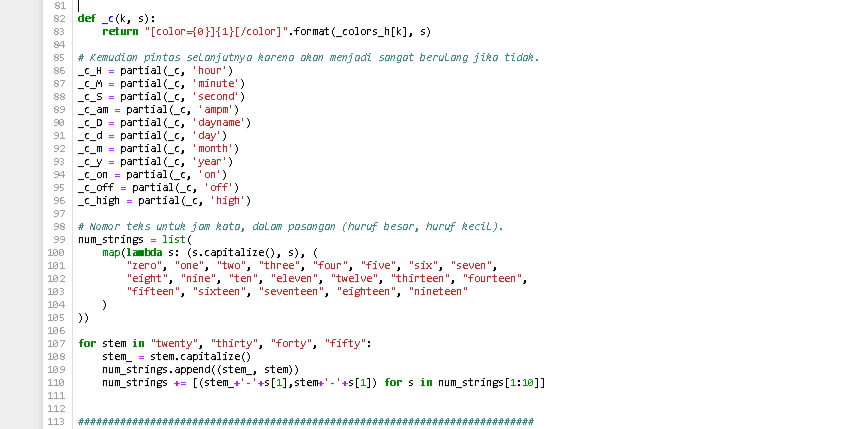 81
82 def _c(k, s):
83     return "[color={0}]{1}[/color]".format(_colors_h[k], s)
84
85 # Kemudian pintas selanjutnya karena akan menjadi sangat berulang jika tidak.
86 _c_H = partial(_c, 'hour')
87 _c_M = partial(_c, 'minute')
88 _c_S = partial(_c, 'second')
89 _c_am = partial(_c, 'ampm')
90 _c_D = partial(_c, 'dayname')
91 _c_d = partial(_c, 'day')
92 _c_m = partial(_c, 'month')
93 _c_y = partial(_c, 'year')
94 _c_on = partial(_c, 'on')
95 _c_off = partial(_c, 'off')
96 _c_high = partial(_c, 'high')
97
98 # Nomor teks untuk jam kata, dalam pasangan (huruf besar, huruf kecil).
99 num_strings = list(
100     map(lambda s: (s.capitalize(), s), (
101         "zero", "one", "two", "three", "four", "five", "six", "seven",
102         "eight", "nine", "ten", "eleven", "twelve", "thirteen", "fourteen",
103         "fifteen", "sixteen", "seventeen", "eighteen", "nineteen"
104     )
105 ))
106
107 for stem in "twenty", "thirty", "forty", "fifty":
108     stem_ = stem.capitalize()
109     num_strings.append((stem_, stem))
110     num_strings += [(stem_+'-'+s[1],stem+'-'+s[1]) for s in num_strings[1:10]]
111
112
113 ############################################################################